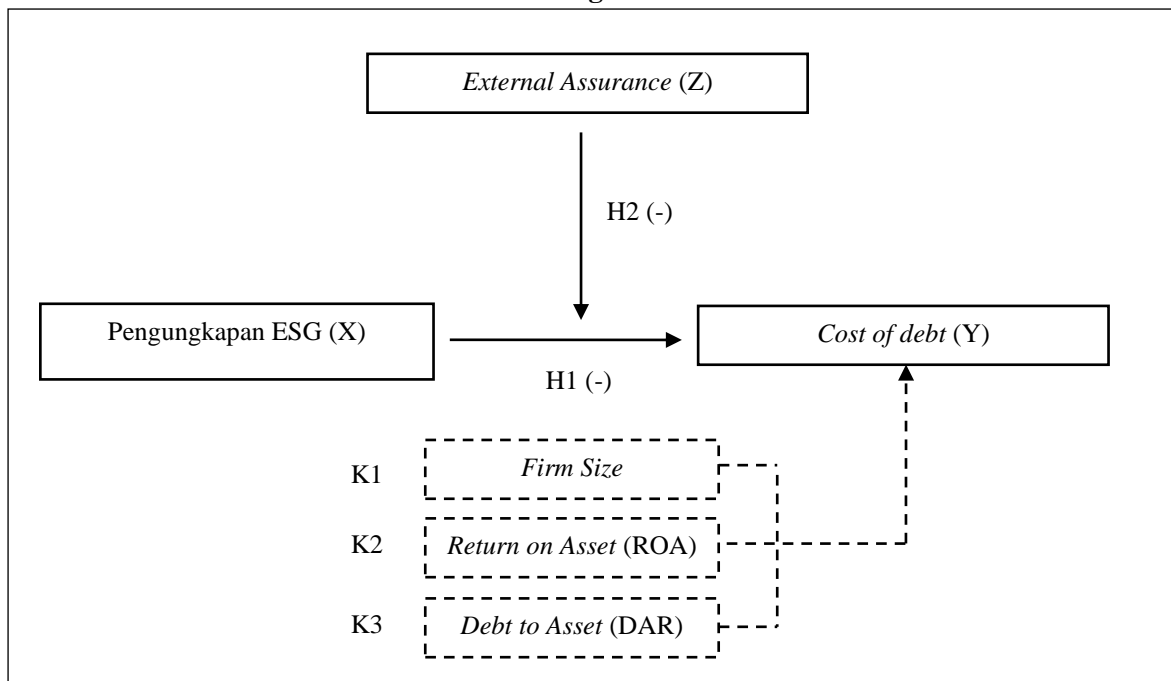 External Assurance (Z)
H2 (-)
Pengungkapan ESG (X)
Cost of debt (Y)
H1 (-)
K1
Firm Size
K2
Return on Asset (ROA)
K3
Debt to Asset (DAR)